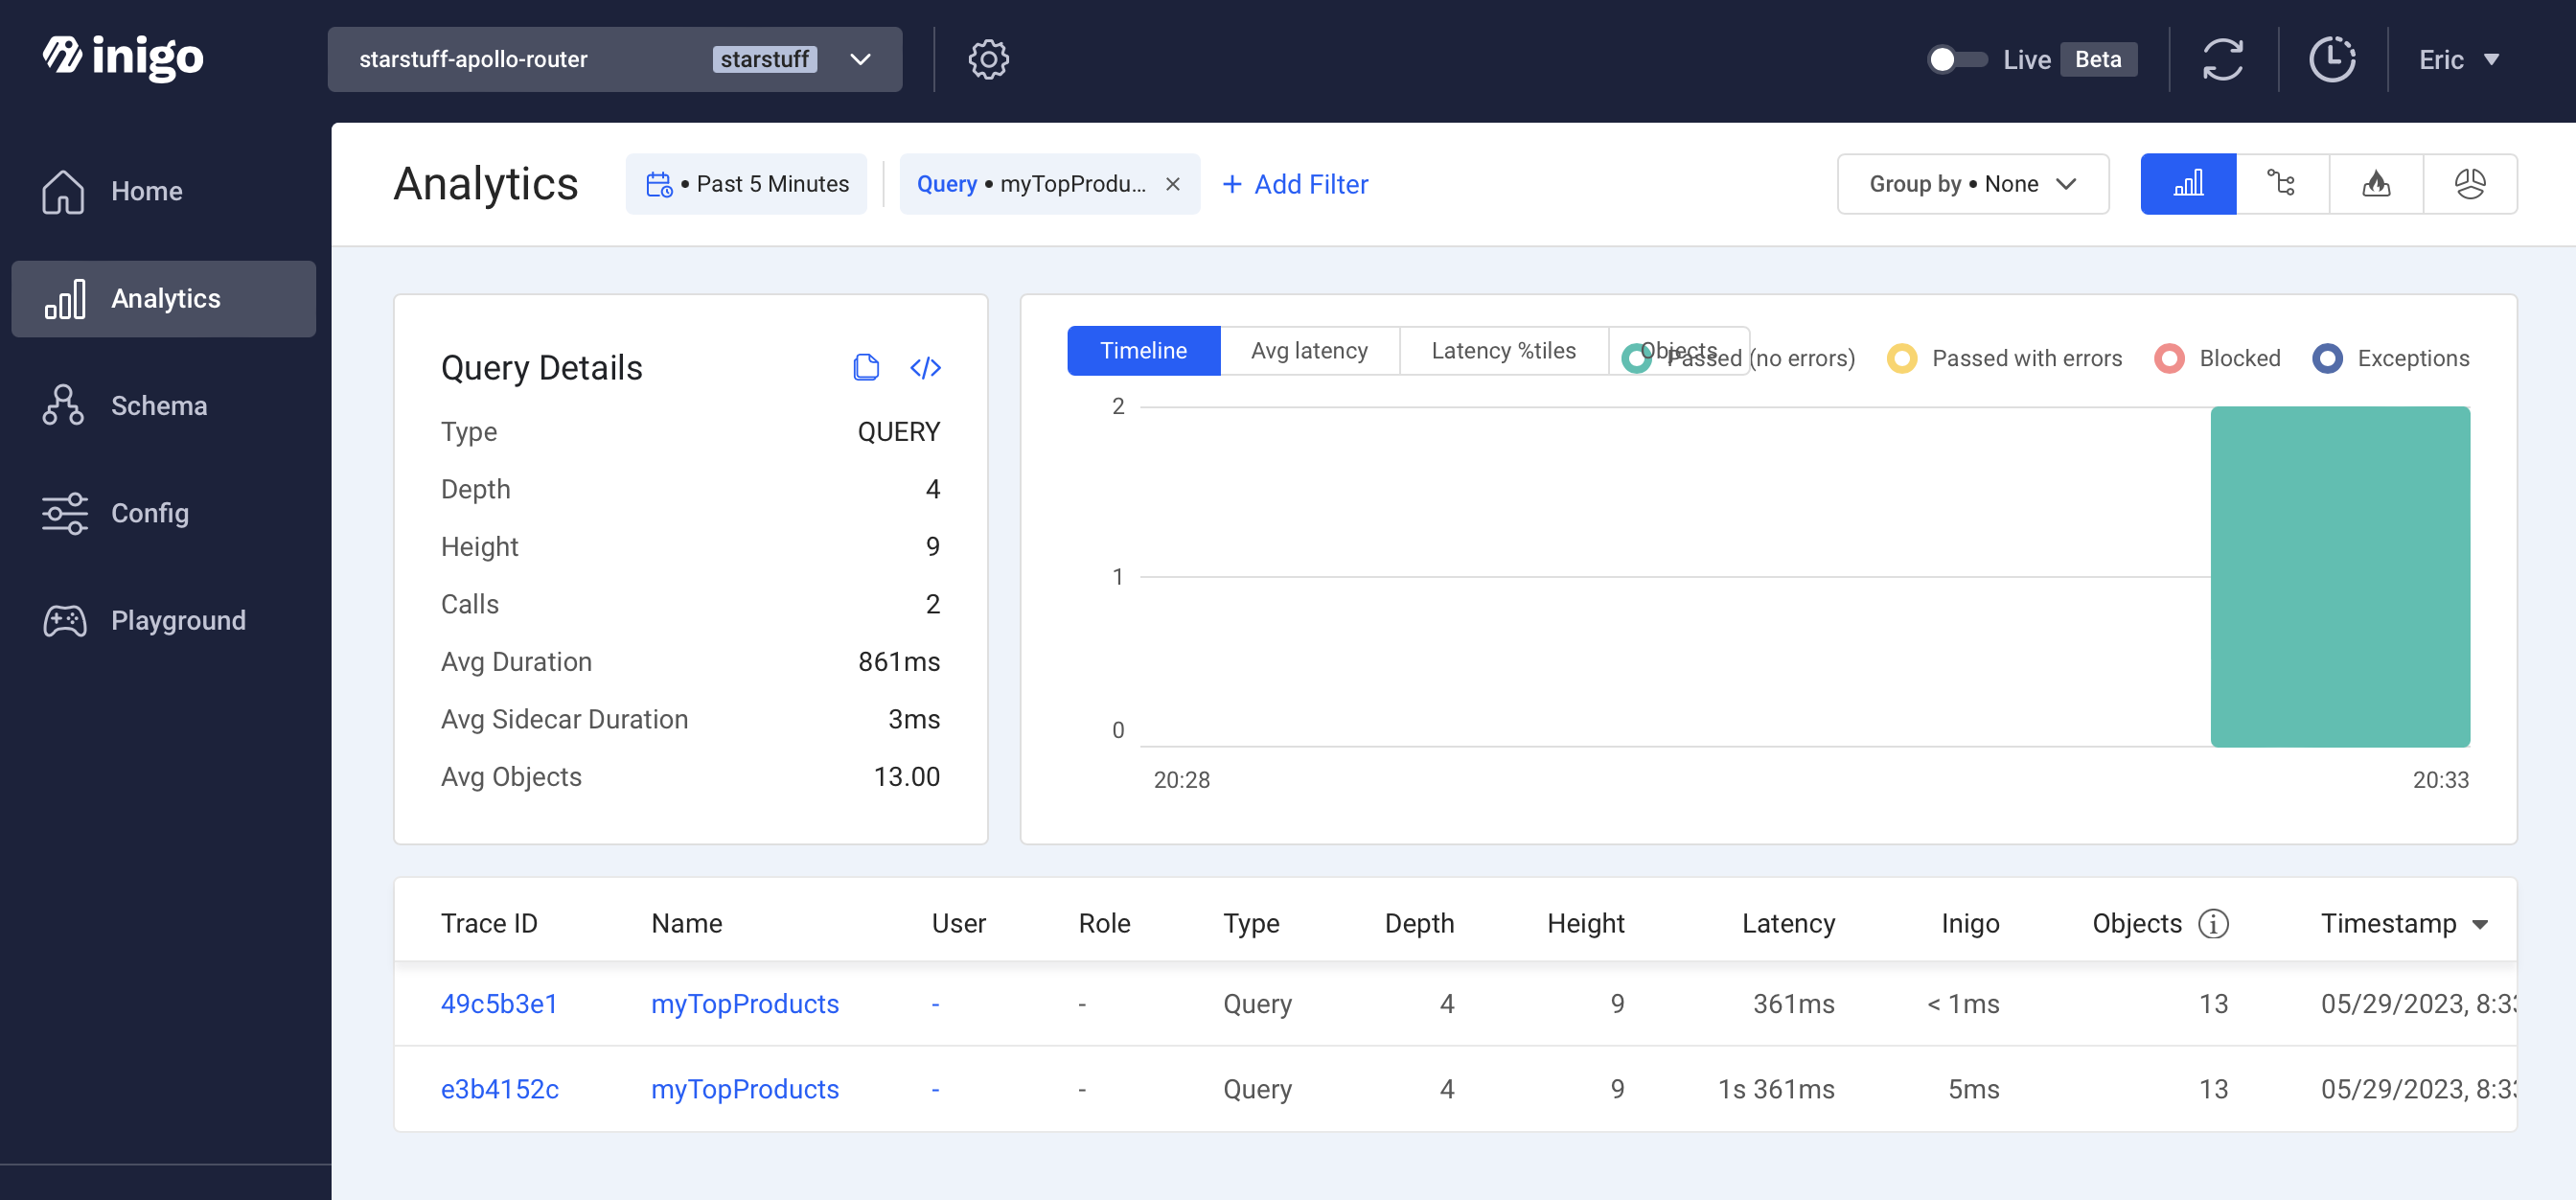 inigo
starstuff-apollo-router starstuff
Live Beta
Eric
Home
Analytics
Schema
Config
Playground
Analytics
• Past 5 Minutes
Query • myTopProdu...
+ Add Filter
Group by • None
Query Details
Type QUERY
Depth 4
Height 9
Calls 2
Avg Duration 861ms
Avg Sidecar Duration 3ms
Avg Objects 13.00
Timeline Avg latency Latency %tiles Objects
Passed (no errors) Passed with errors Blocked Exceptions
2
1
0
20:28 20:33
Trace ID Name User Role Type Depth Height Latency Inigo Objects Timestamp
49c5b3e1 myTopProducts - - Query 4 9 361ms < 1ms 13 05/29/2023, 8:33
e3b4152c myTopProducts - - Query 4 9 1s 361ms 5ms 13 05/29/2023, 8:33